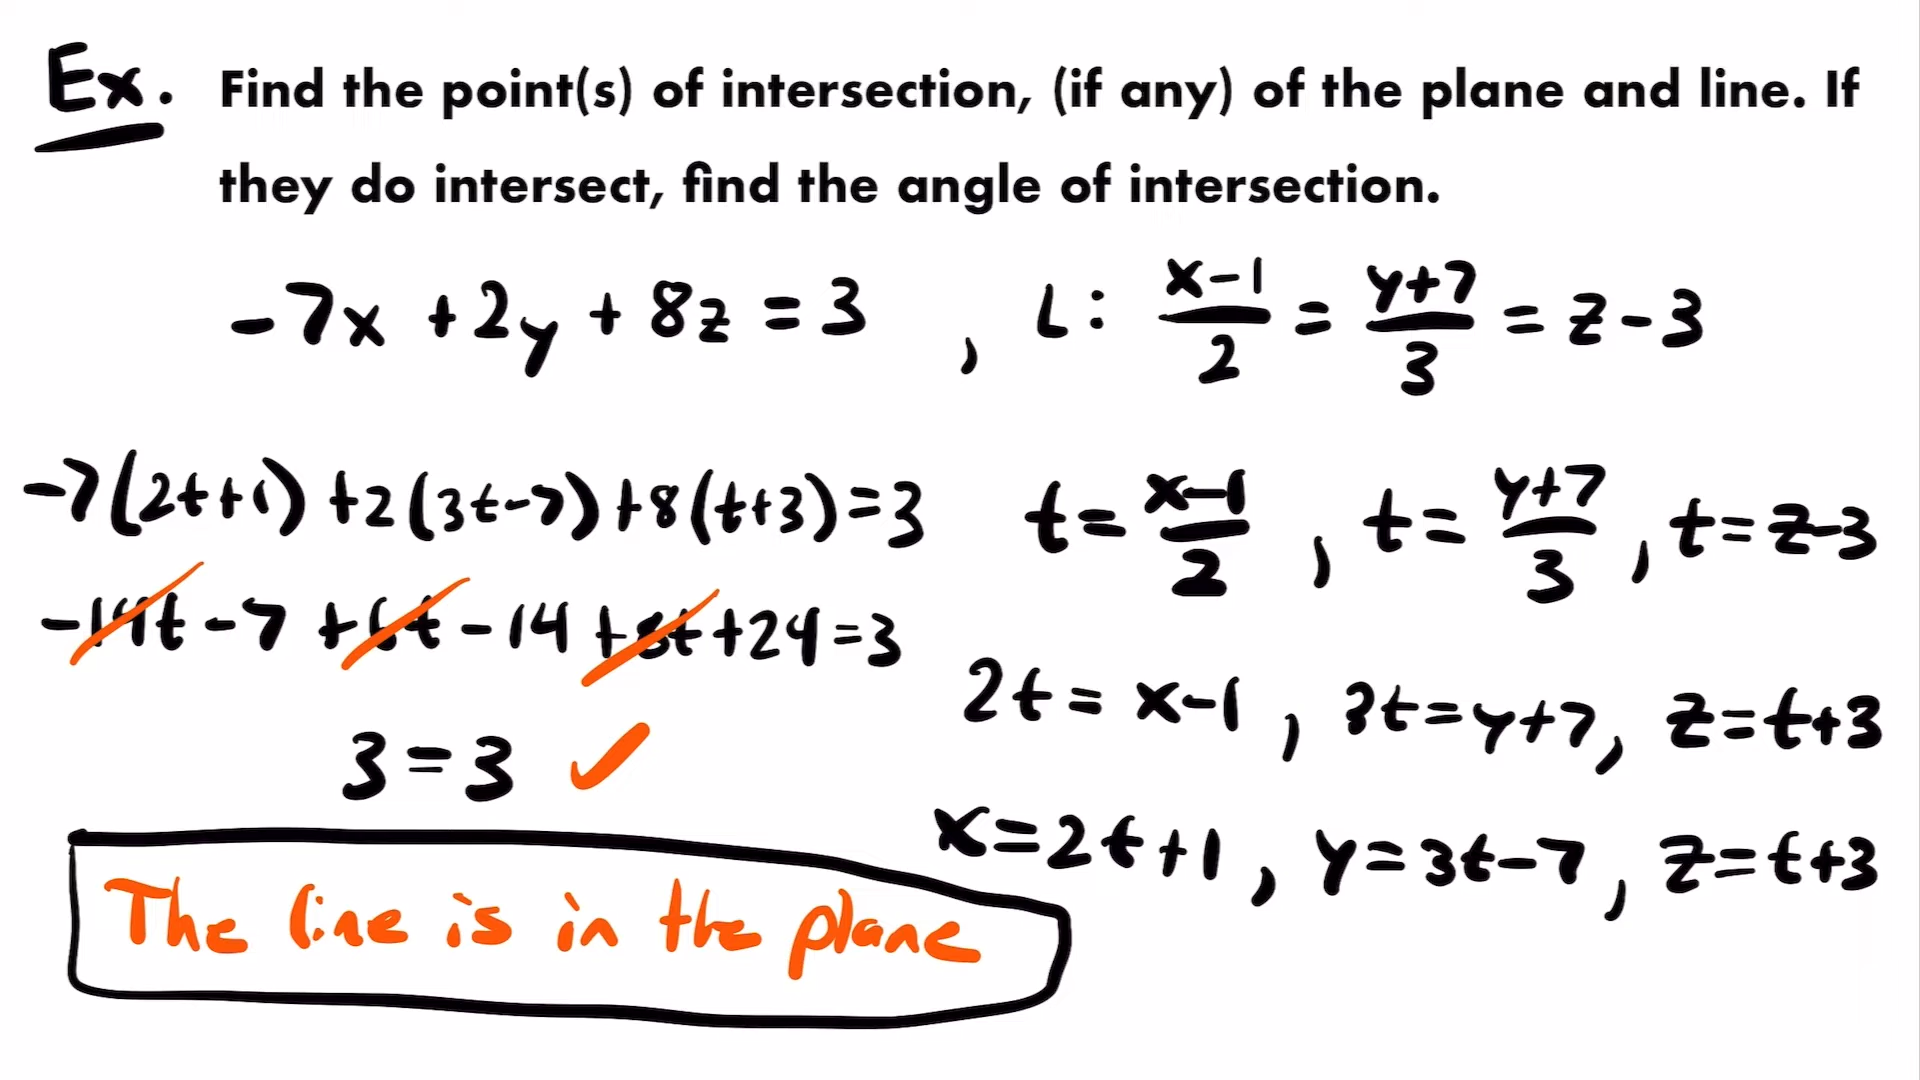 Ex. Find the point(s) of intersection, (if any) of the plane and line. If
they do intersect, find the angle of intersection.
-7x +2y + 8z = 3 , L: (x-1)/2 = (y+7)/3 = z-3
-7(2t+1) +2(3t-7) +8(t+3)=3
-14t -7 +6t -14 +8t +24=3
3=3 ✓
The line is in the plane
t= (x-1)/2 , t= (y+7)/3 , t=z-3
2t= x-1 , 3t=y+7, z=t+3
x=2t+1 , y=3t-7 , z=t+3